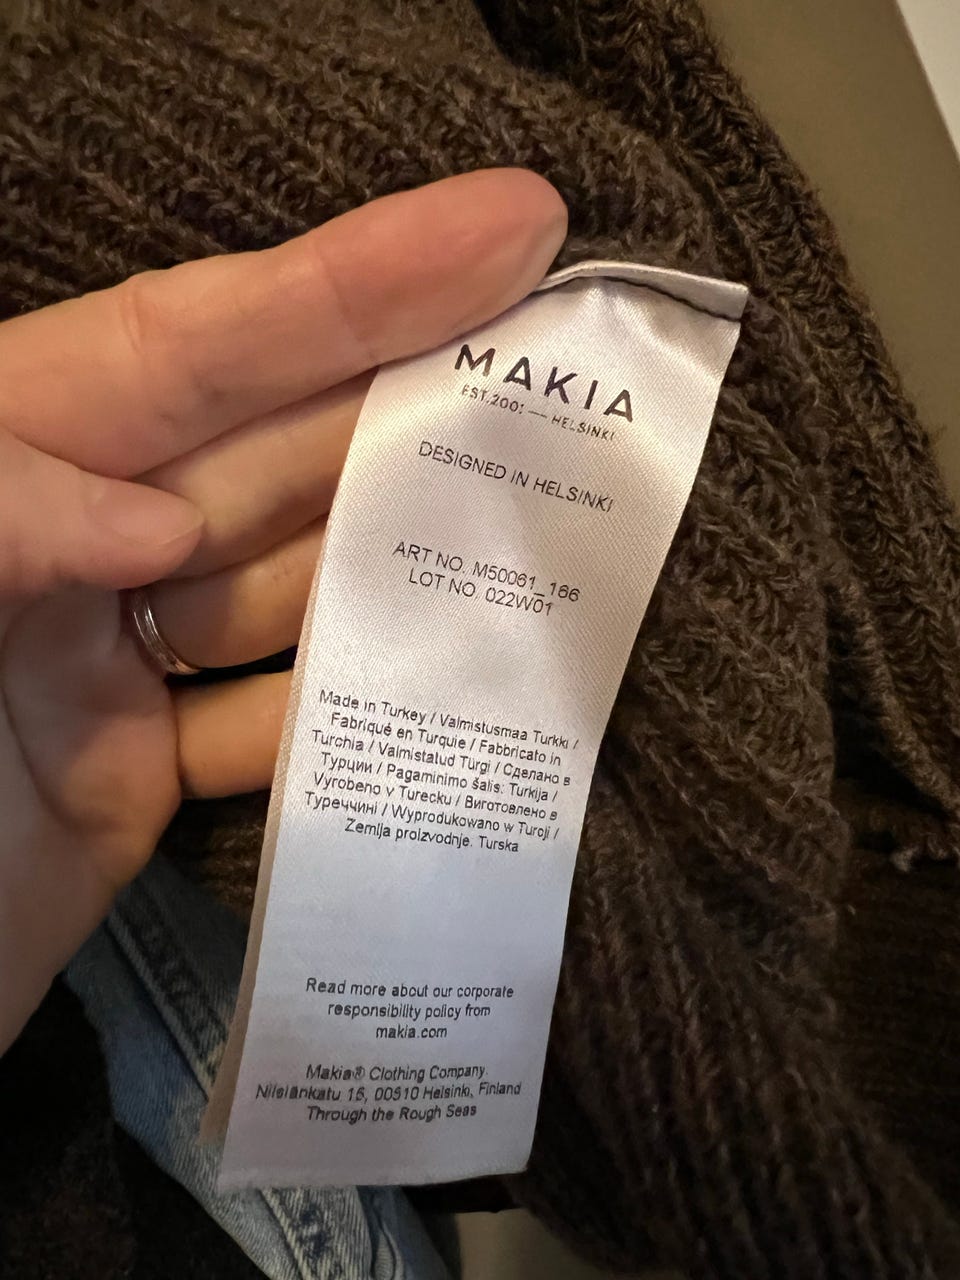 MAKIA
EST.2001 — HELSINKI
DESIGNED IN HELSINKI
ART NO. M50061_166
LOT NO. 022W01
Made in Turkey / Valmistusmaa Turkki /
Fabriqué en Turquie / Fabbricato in
Turchia / Valmistatud Türgi / Сделано в
Турции / Pagaminimo šalis: Turkija /
Vyrobeno v Turecku / Виготовлено в
Туреччині / Wyprodukowano w Turcji /
Zemlja proizvodnje. Turska
Read more about our corporate
responsibility policy from
makia.com
Makia® Clothing Company.
Nilsiänkatu 15, 00510 Helsinki, Finland
Through the Rough Seas